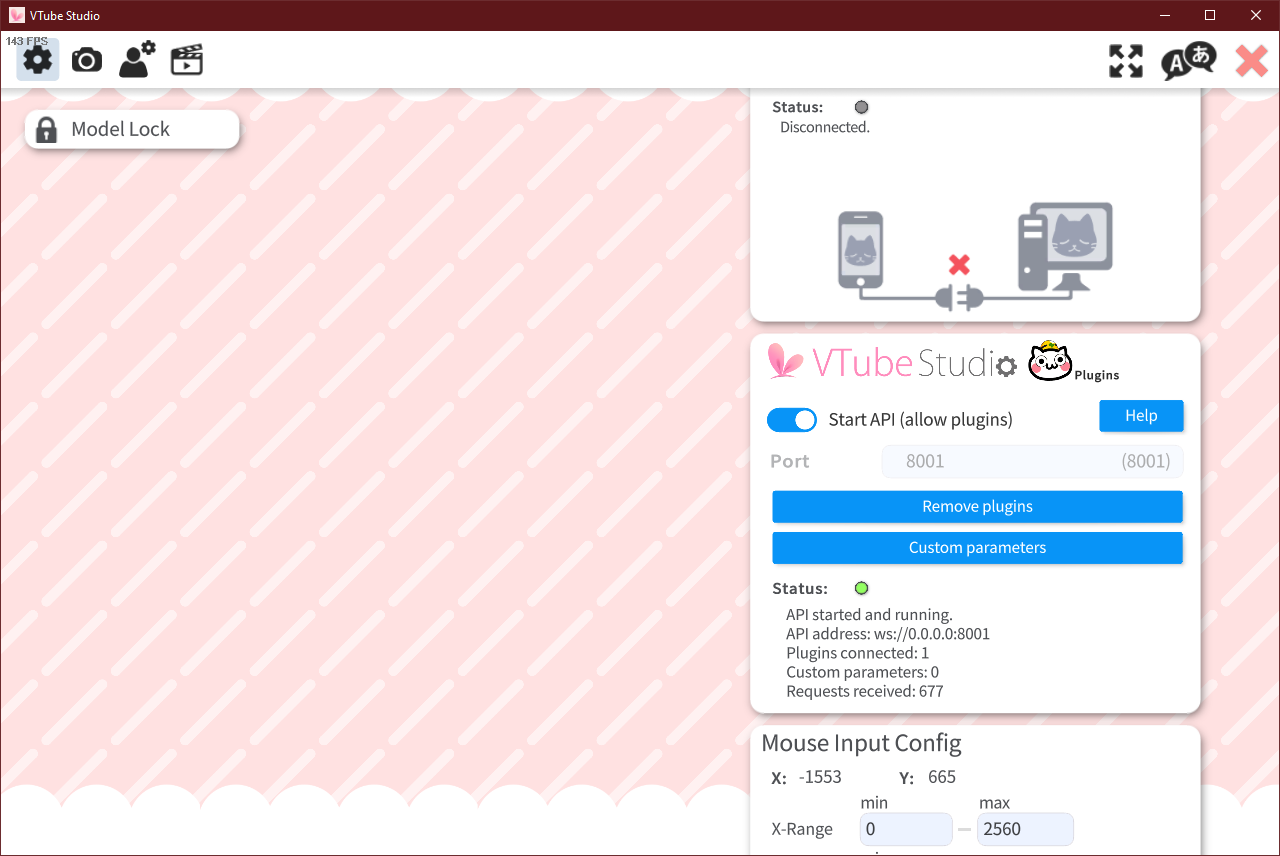 VTube Studio
143 FPS
A あ
Model Lock
Status:
Disconnected.
VTube Studio Plugins
Start API (allow plugins)
Help
Port 8001 (8001)
Remove plugins
Custom parameters
Status:
API started and running.
API address: ws://0.0.0.0:8001
Plugins connected: 1
Custom parameters: 0
Requests received: 677
Mouse Input Config
X: -1553 Y: 665
min max
X-Range 0 — 2560